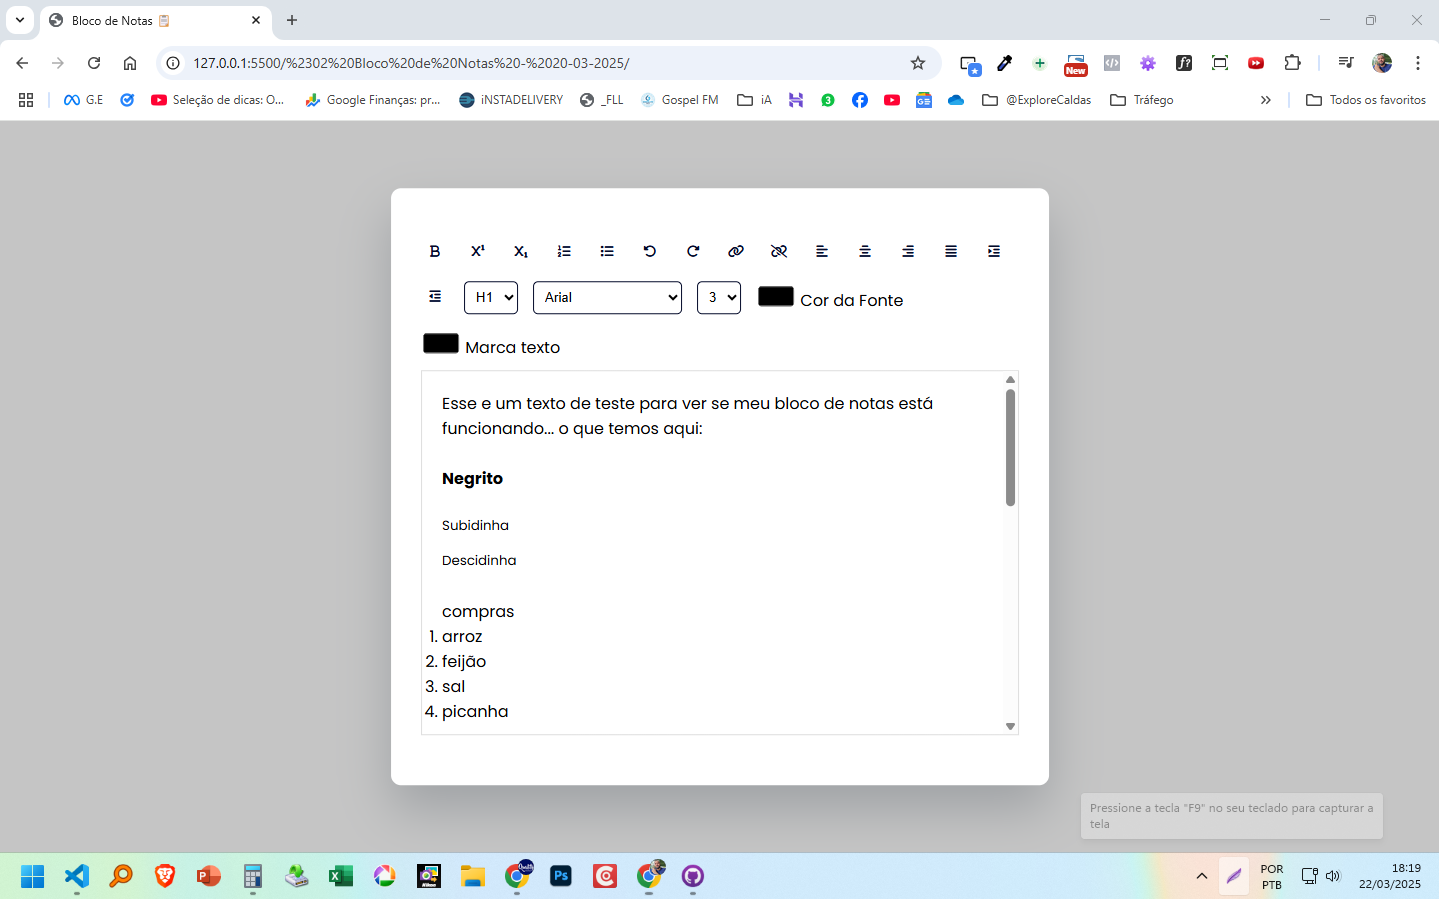 Bloco de Notas
127.0.0.1:5500/%2302%20Bloco%20de%20Notas%20-%2020-03-2025/
New
G.E
Seleção de dicas: O...
Google Finanças: pr...
iNSTADELIVERY
_FLL
Gospel FM
iA
3
@ExploreCaldas
Tráfego
Todos os favoritos
B X¹ X₁
H1 Arial 3 Cor da Fonte
Marca texto
Esse e um texto de teste para ver se meu bloco de notas está
funcionando... o que temos aqui:
Negrito
Subidinha
Descidinha
compras
1. arroz
2. feijão
3. sal
4. picanha
Pressione a tecla "F9" no seu teclado para capturar a
tela
POR
PTB
18:19
22/03/2025